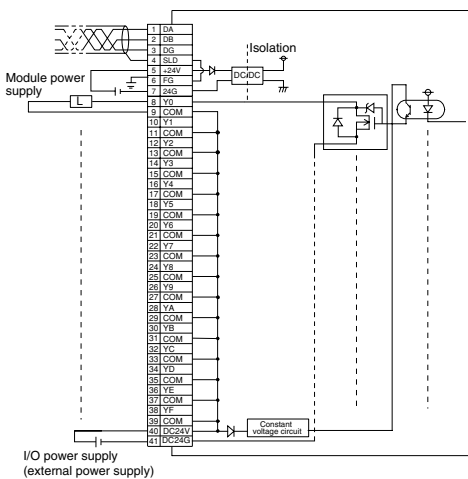 Isolation
Module power
supply
L
DC/DC
1 DA
2 DB
3 DG
4 SLD
5 +24V
6 FG
7 24G
8 Y0
9 COM
10 Y1
11 COM
12 Y2
13 COM
14 Y3
15 COM
16 Y4
17 COM
18 Y5
19 COM
20 Y6
21 COM
22 Y7
23 COM
24 Y8
25 COM
26 Y9
27 COM
28 YA
29 COM
30 YB
31 COM
32 YC
33 COM
34 YD
35 COM
36 YE
37 COM
38 YF
39 COM
40 DC24V
41 DC24G
Constant
voltage circuit
I/O power supply
(external power supply)